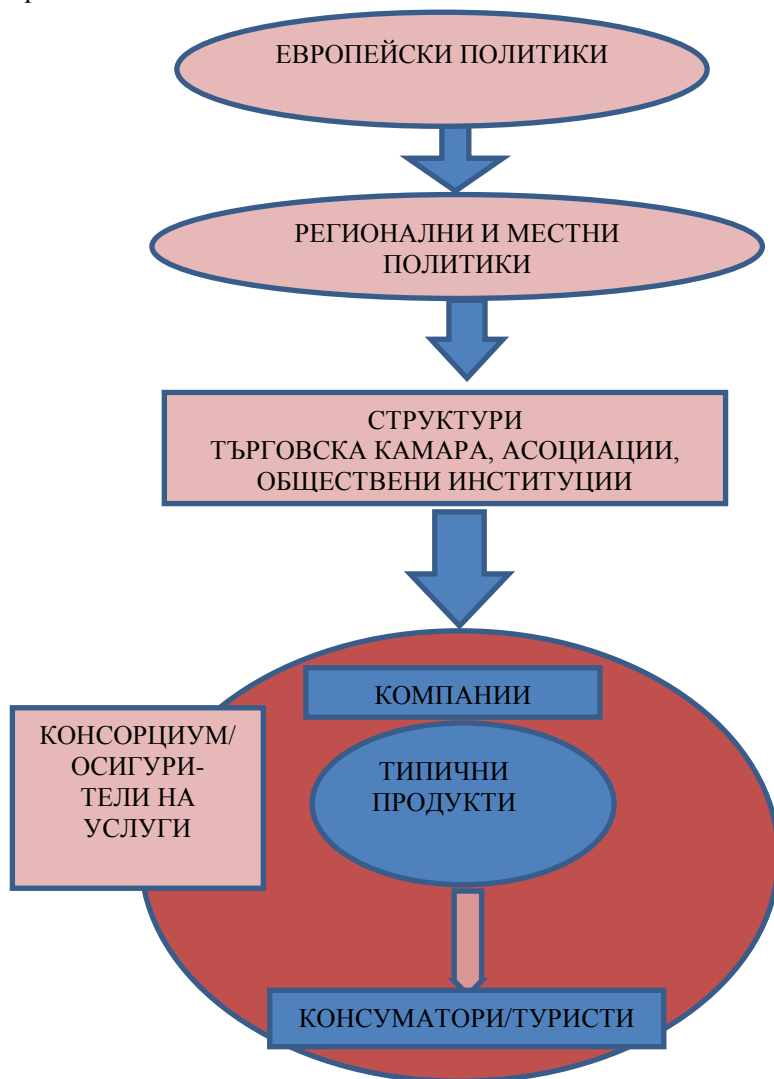 ЕВРОПЕЙСКИ ПОЛИТИКИ
РЕГИОНАЛНИ И МЕСТНИ
ПОЛИТИКИ
СТРУКТУРИ
ТЪРГОВСКА КАМАРА, АСОЦИАЦИИ,
ОБЩЕСТВЕНИ ИНСТИТУЦИИ
КОМПАНИИ
КОНСОРЦИУМ/
ОСИГУРИ-
ТЕЛИ НА
УСЛУГИ
ТИПИЧНИ
ПРОДУКТИ
КОНСУМАТОРИ/ТУРИСТИ